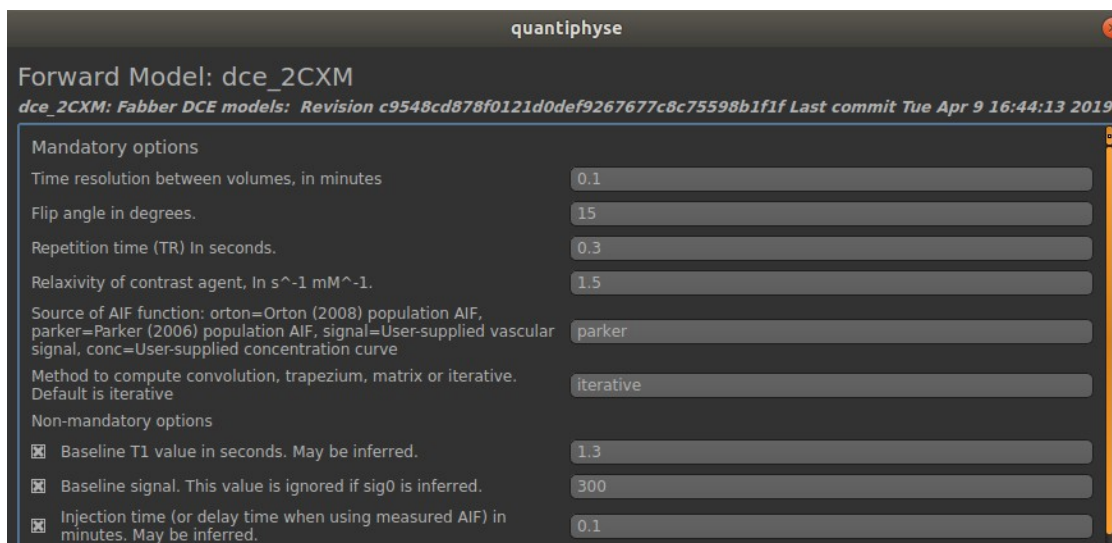 quantiphyse
Forward Model: dce_2CXM
dce_2CXM: Fabber DCE models: Revision c9548cd878f0121d0def9267677c8c75598b1f1f Last commit Tue Apr 9 16:44:13 2019
Mandatory options
Time resolution between volumes, in minutes
0.1
Flip angle in degrees.
15
Repetition time (TR) In seconds.
0.3
Relaxivity of contrast agent, In s^-1 mM^-1.
1.5
Source of AIF function: orton=Orton (2008) population AIF,
parker=Parker (2006) population AIF, signal=User-supplied vascular
signal, conc=User-supplied concentration curve
parker
Method to compute convolution, trapezium, matrix or iterative.
Default is iterative
iterative
Non-mandatory options
Baseline T1 value in seconds. May be inferred.
1.3
Baseline signal. This value is ignored if sig0 is inferred.
300
Injection time (or delay time when using measured AIF) in
minutes. May be inferred.
0.1